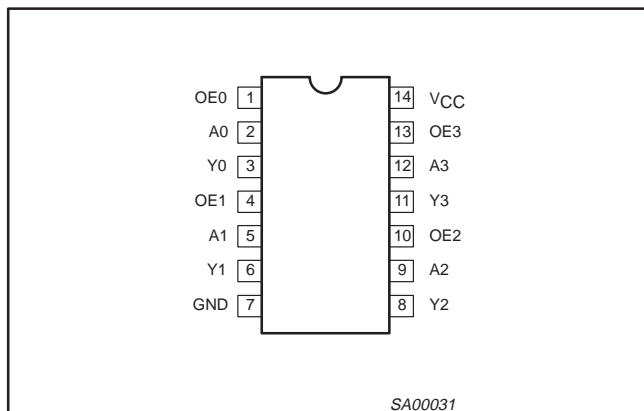 OE0 1 14 VCC
A0 2 13 OE3
Y0 3 12 A3
OE1 4 11 Y3
A1 5 10 OE2
Y1 6 9 A2
GND 7 8 Y2
SA00031